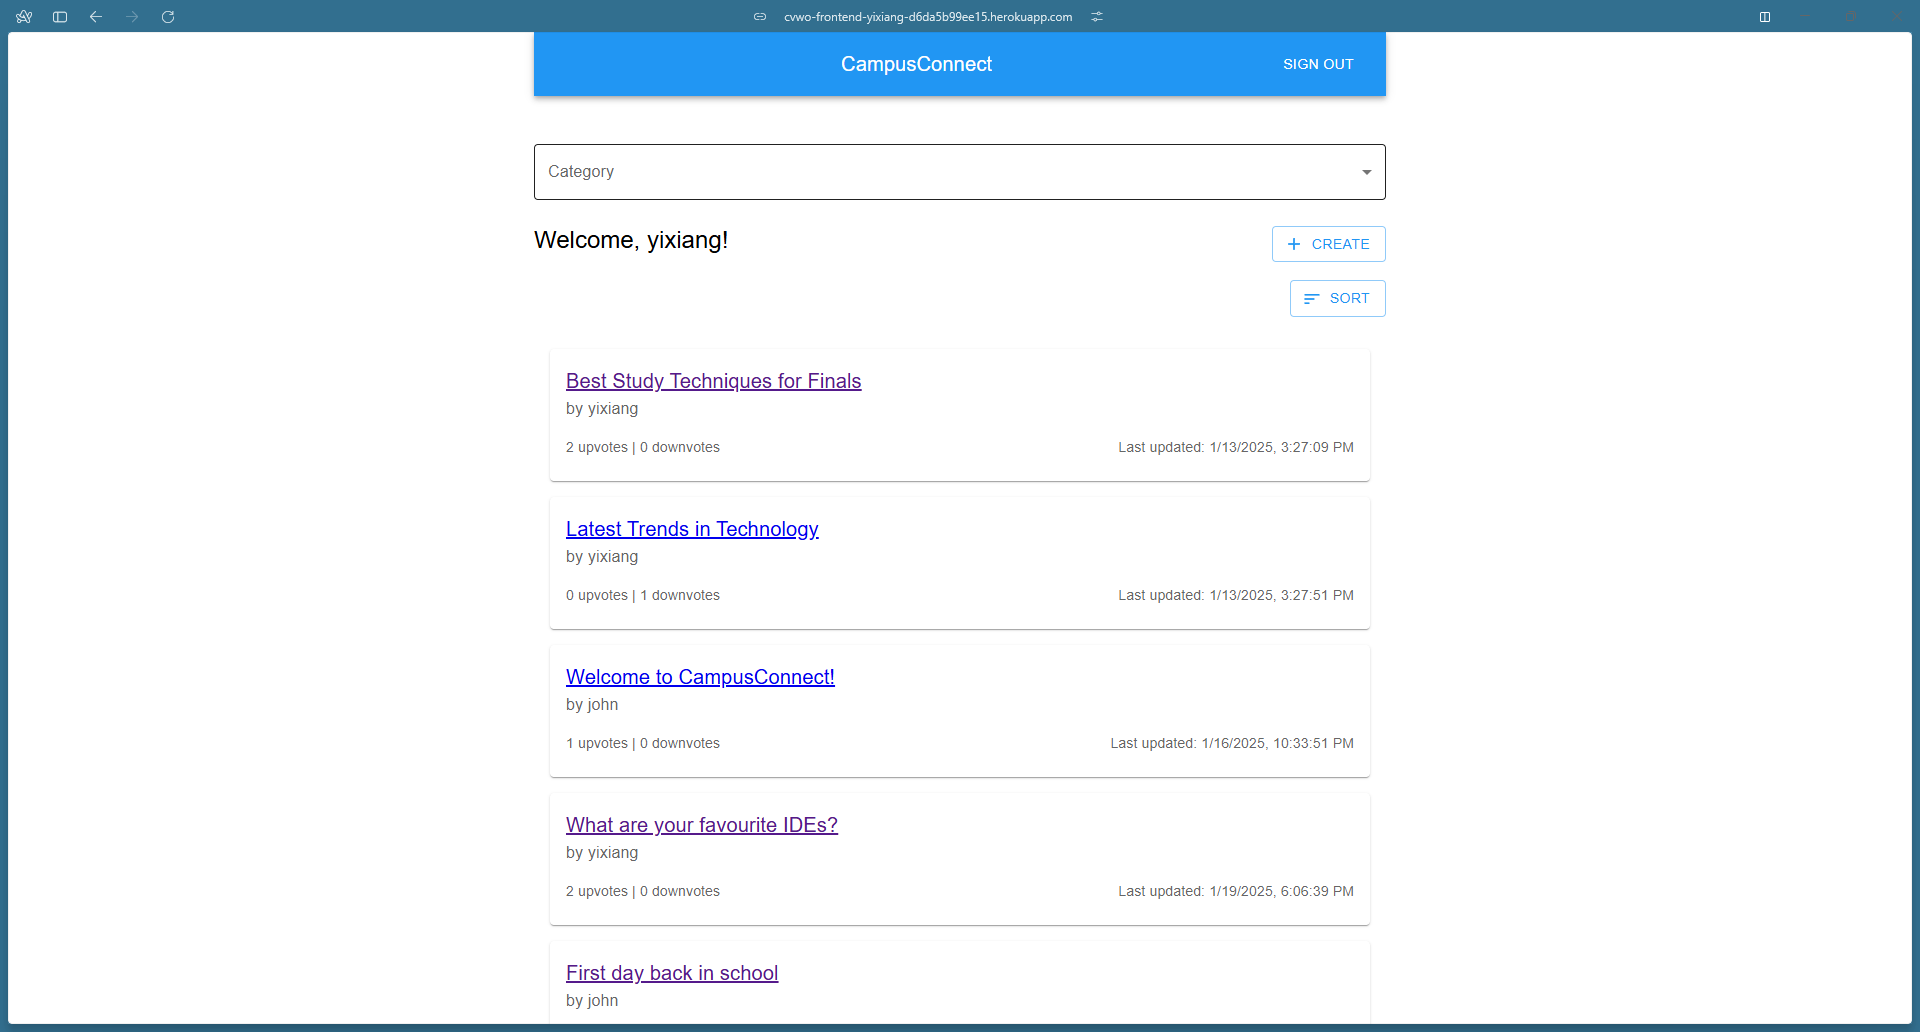 cvwo-frontend-yixiang-d6da5b99ee15.herokuapp.com
CampusConnect
SIGN OUT
Category
Welcome, yixiang!
CREATE
SORT
Best Study Techniques for Finals
by yixiang
2 upvotes | 0 downvotes
Last updated: 1/13/2025, 3:27:09 PM
Latest Trends in Technology
by yixiang
0 upvotes | 1 downvotes
Last updated: 1/13/2025, 3:27:51 PM
Welcome to CampusConnect!
by john
1 upvotes | 0 downvotes
Last updated: 1/16/2025, 10:33:51 PM
What are your favourite IDEs?
by yixiang
2 upvotes | 0 downvotes
Last updated: 1/19/2025, 6:06:39 PM
First day back in school
by john